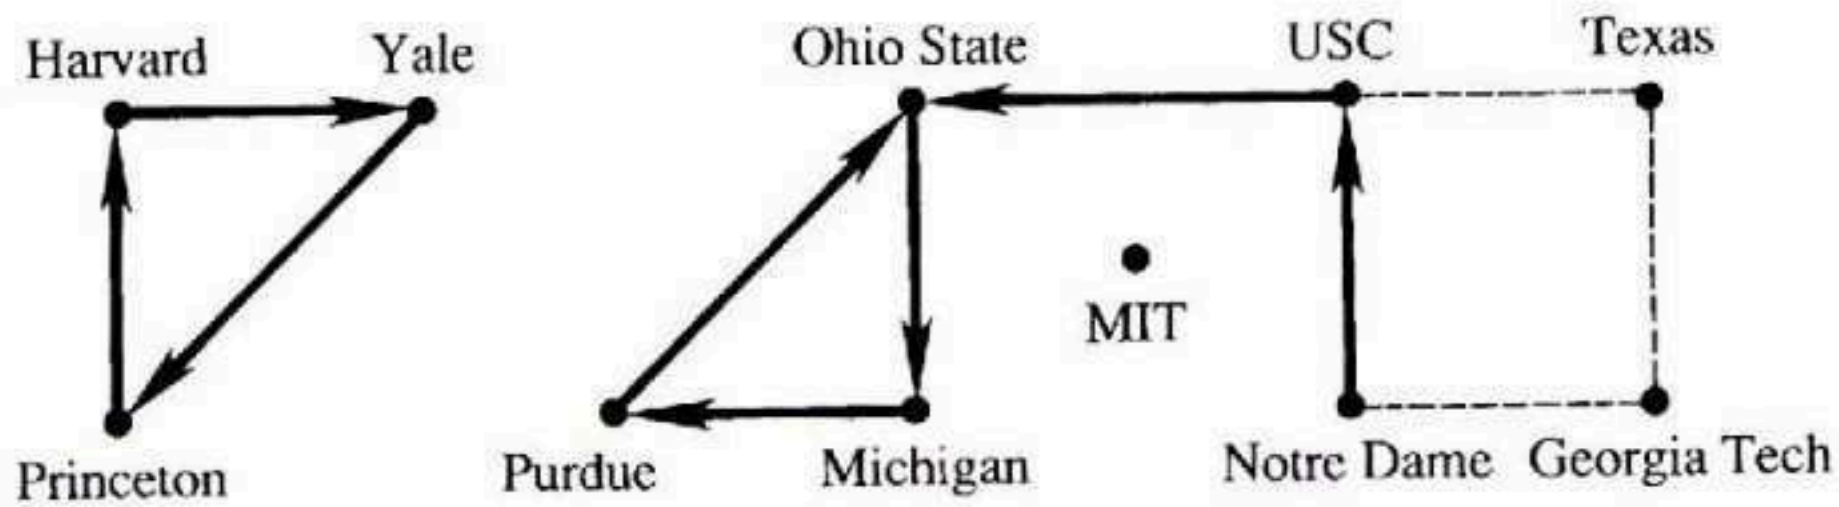 Harvard
Yale
Ohio State
USC
Texas
MIT
Princeton
Purdue
Michigan
Notre Dame
Georgia Tech